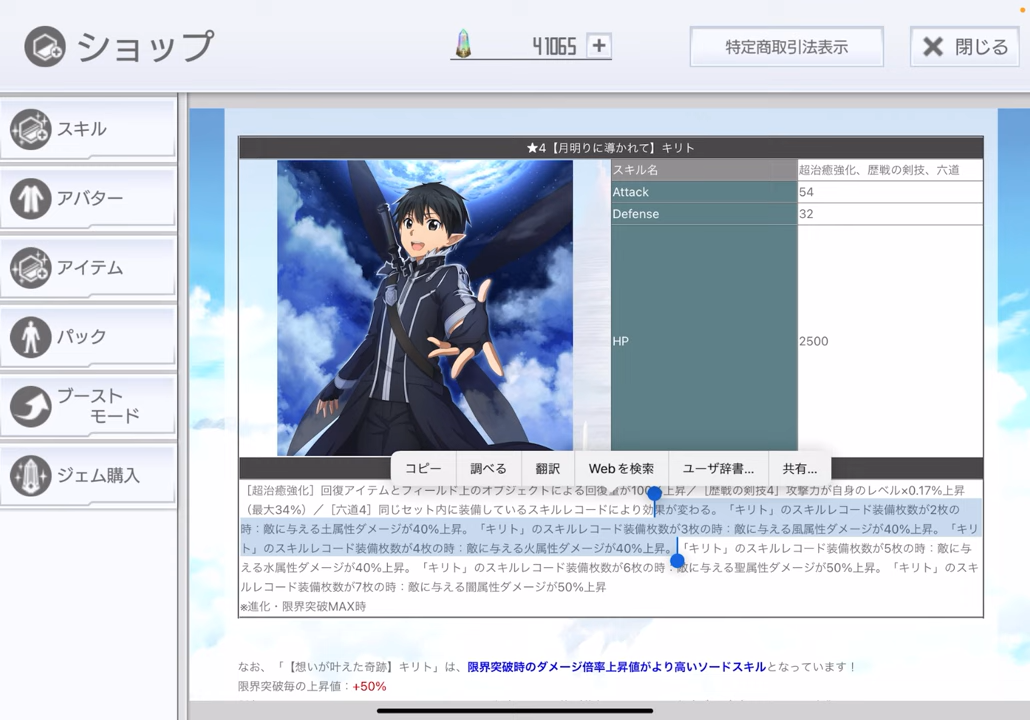 ショップ
41065
特定商取引法表示
閉じる
スキル
アバター
アイテム
パック
ブースト
モード
ジェム購入
★4【月明りに導かれて】キリト
スキル名
超治癒強化、歴戦の剣技、六道
Attack
54
Defense
32
HP
2500
コピー
調べる
翻訳
Webを検索
ユーザ辞書...
共有...
［超治癒強化］回復アイテムとフィールド上のオブジェクトによる回復量が100%上昇／［歴戦の剣技4］攻撃力が自身のレベル×0.17%上昇
（最大34%）／［六道4］同じセット内に装備しているスキルレコードにより効果が変わる。「キリト」のスキルレコード装備枚数が2枚の
時：敵に与える土属性ダメージが40%上昇。「キリト」のスキルレコード装備枚数が3枚の時：敵に与える風属性ダメージが40%上昇。「キリ
ト」のスキルレコード装備枚数が4枚の時：敵に与える火属性ダメージが40%上昇。「キリト」のスキルレコード装備枚数が5枚の時：敵に与
える水属性ダメージが40%上昇。「キリト」のスキルレコード装備枚数が6枚の時：敵に与える聖属性ダメージが50%上昇。「キリト」のスキ
ルレコード装備枚数が7枚の時：敵に与える闇属性ダメージが50%上昇
※進化・限界突破MAX時
なお、「【想いが叶えた奇跡】キリト」は、限界突破時のダメージ倍率上昇値がより高いソードスキルとなっています！
限界突破毎の上昇値：+50%